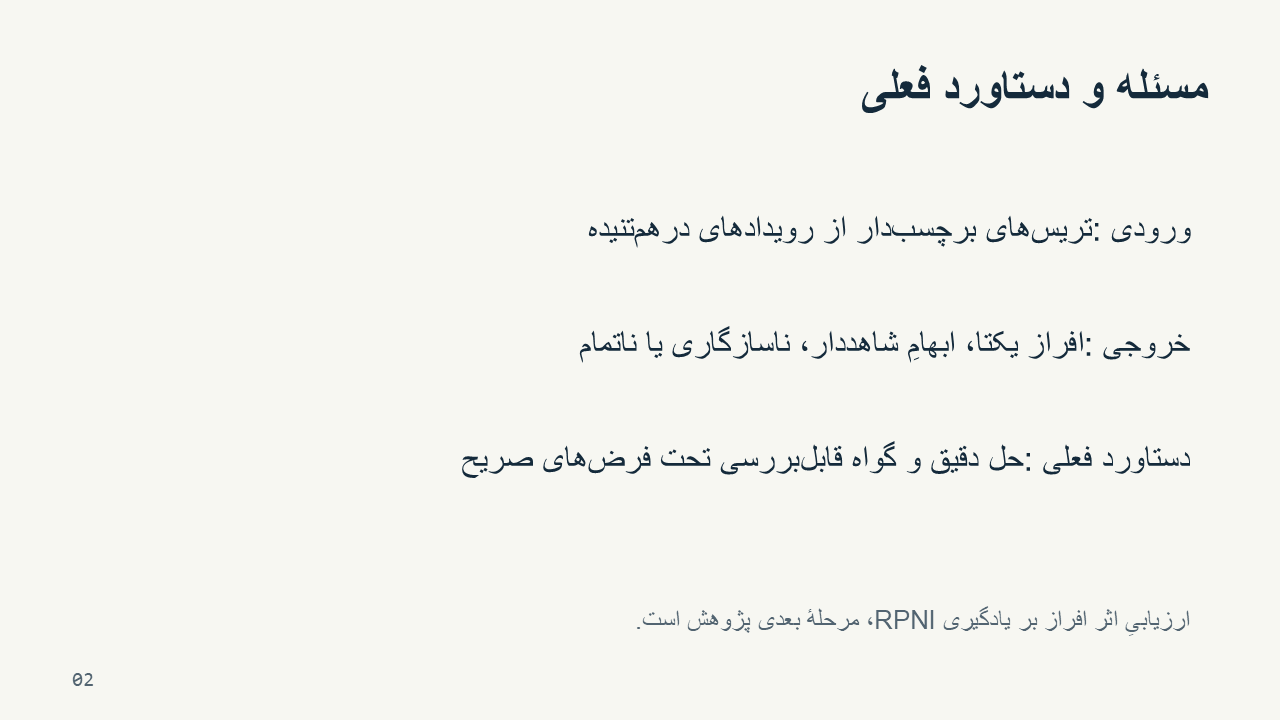 مسئله و دستاورد فعلی
ورودی :تریس‌های برچسب‌دار از رویدادهای درهم‌تنیده
خروجی :افراز یکتا، ابهامِ شاهددار، ناسازگاری یا ناتمام
دستاورد فعلی :حل دقیق و گواه قابل‌بررسی تحت فرض‌های صریح
ارزیابیِ اثر افراز بر یادگیری RPNI، مرحلهٔ بعدی پژوهش است.
02